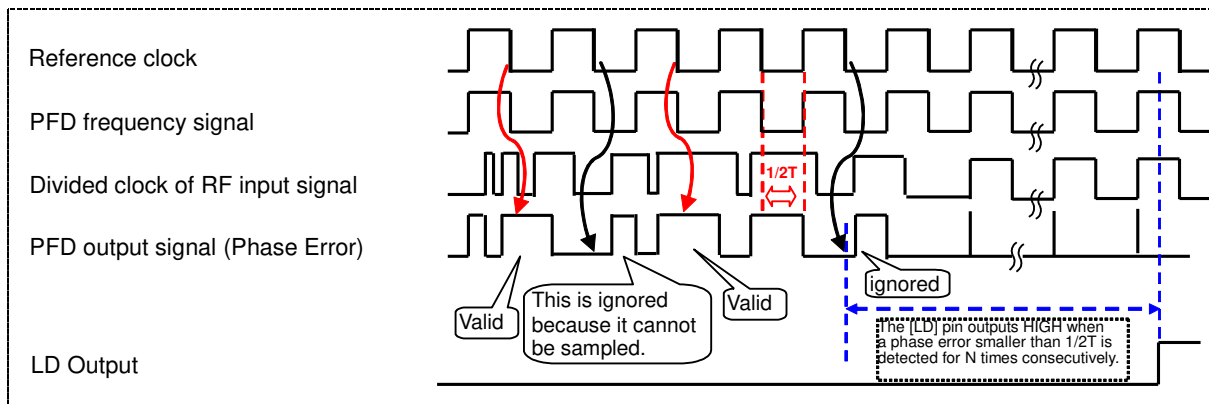 Reference clock
PFD frequency signal
Divided clock of RF input signal
1/2T
PFD output signal (Phase Error)
Valid
This is ignored
because it cannot
be sampled.
Valid
ignored
The [LD] pin outputs HIGH when
a phase error smaller than 1/2T is
detected for N times consecutively.
LD Output